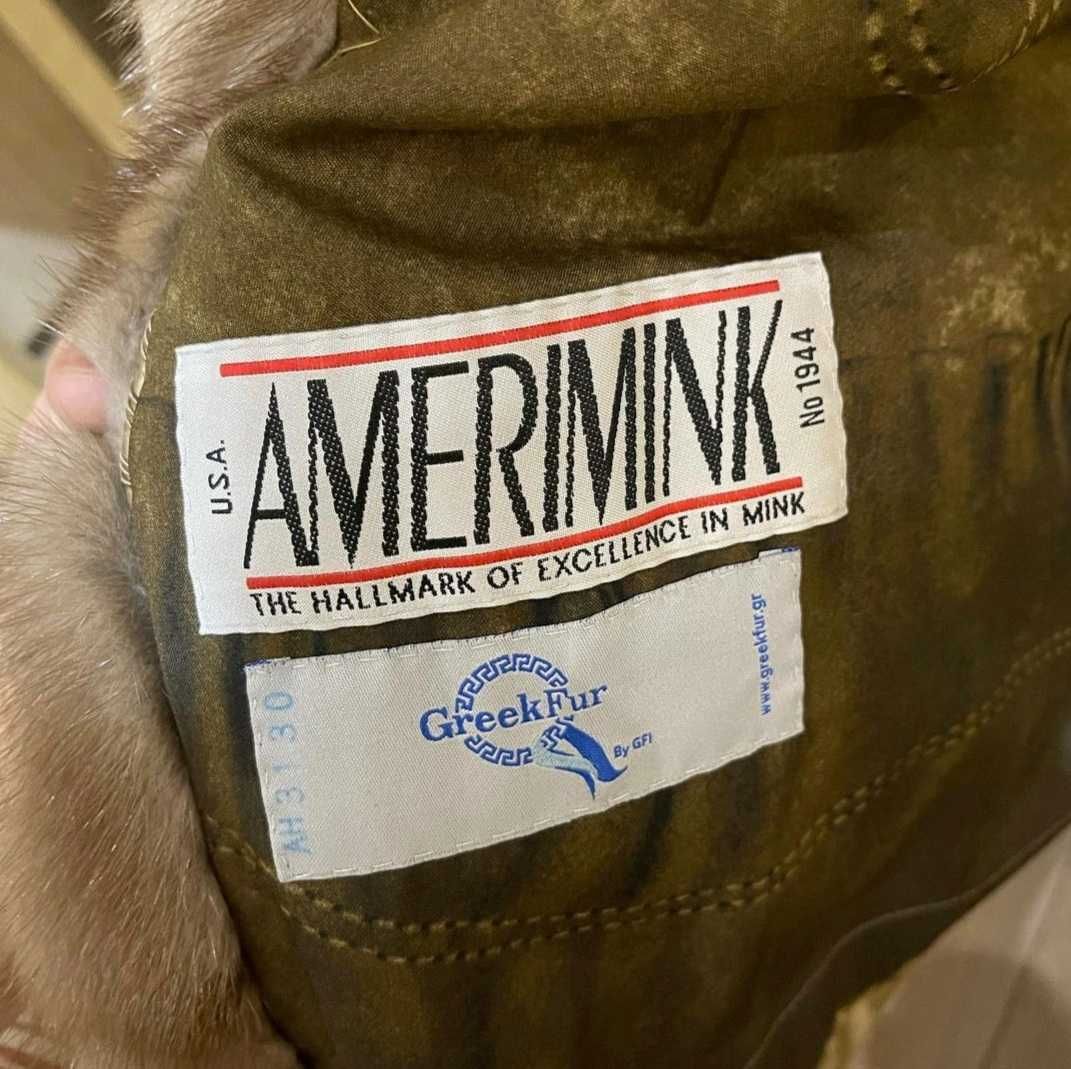 U.S.A.
AMERIMINK
No 1944
THE HALLMARK OF EXCELLENCE IN MINK
AH 3130
GreekFur
By GFI
www.greekfur.gr